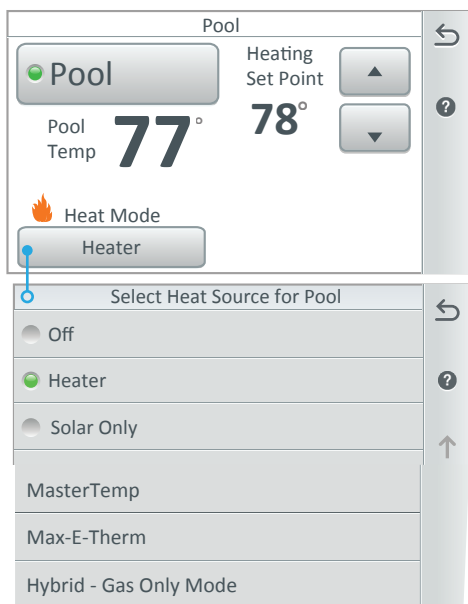 Pool
Pool
Heating
Set Point
78°
Pool
Temp
77°
Heat Mode
Heater
Select Heat Source for Pool
Off
?
Heater
?
Solar Only
MasterTemp
Max-E-Therm
Hybrid - Gas Only Mode